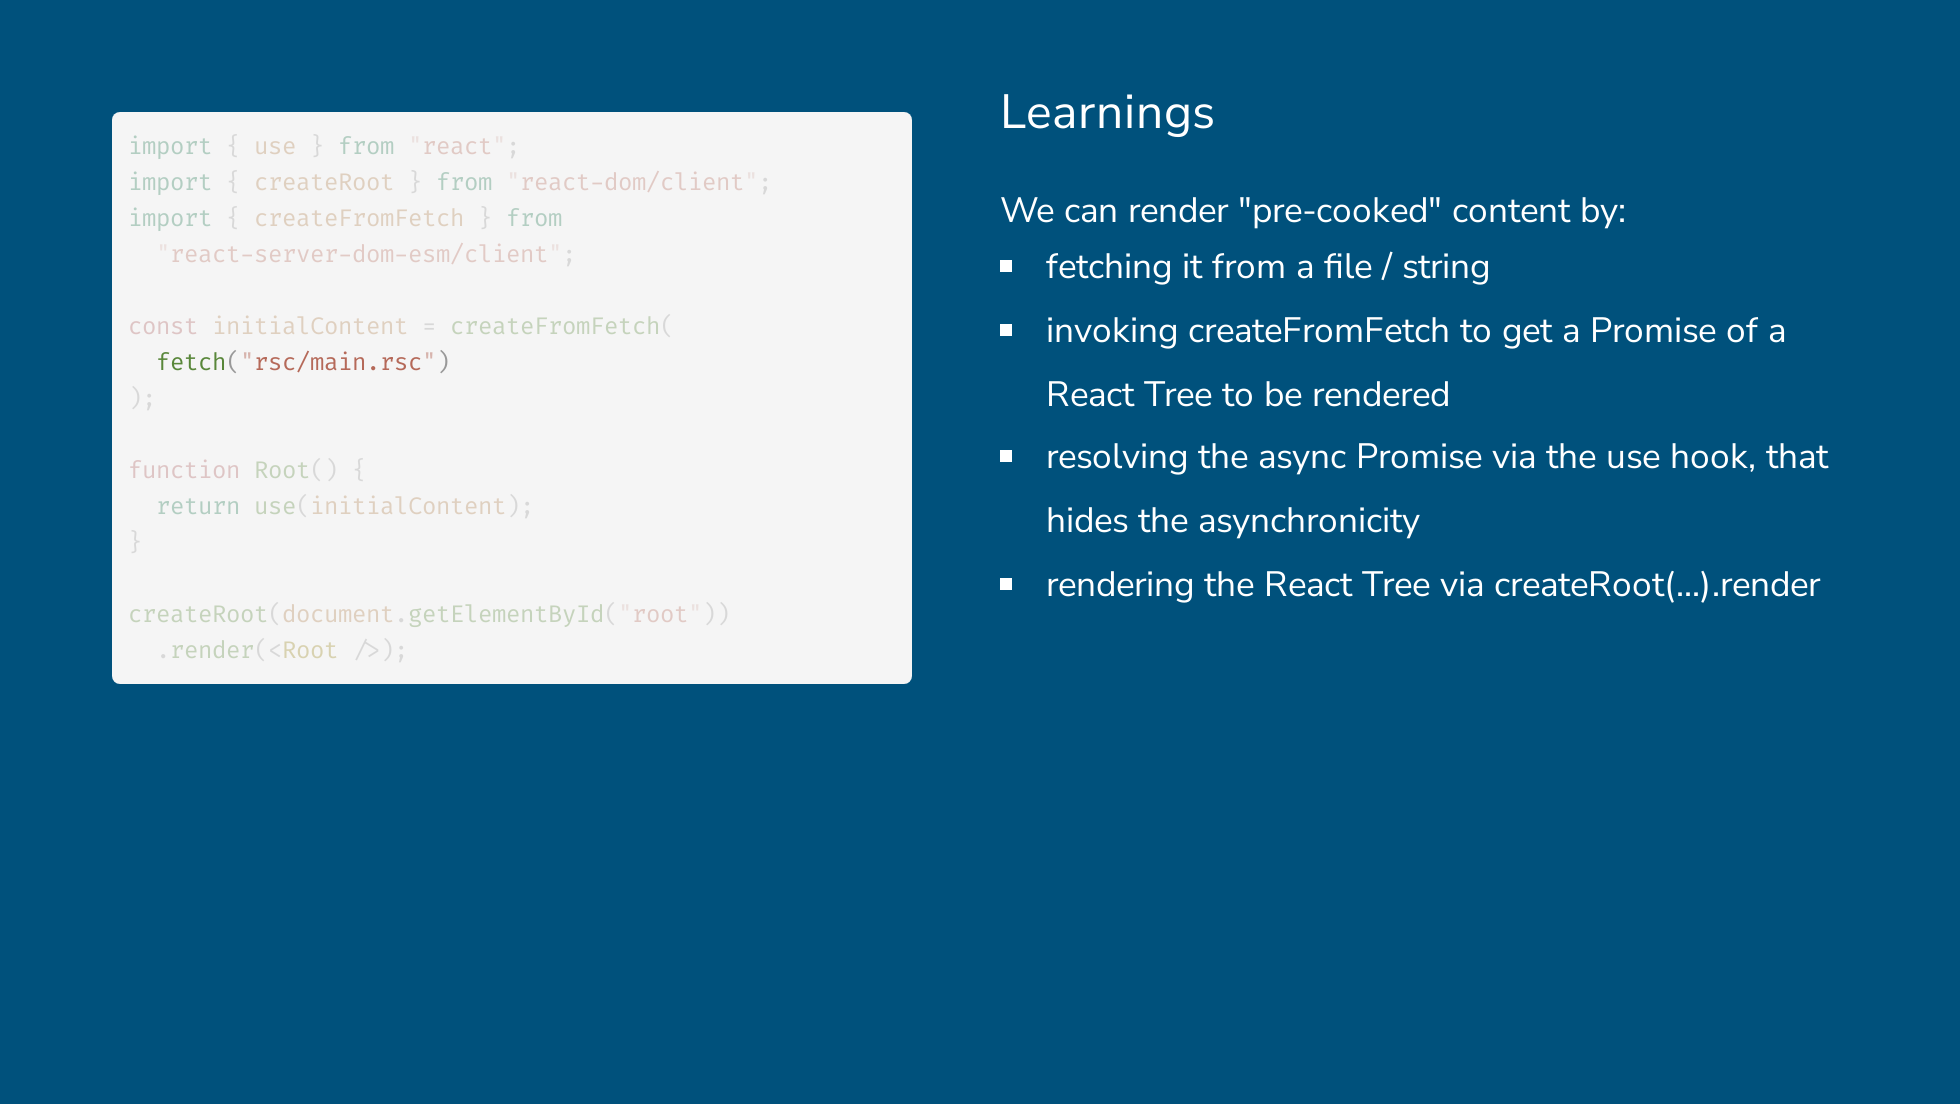 import { use } from "react";
import { createRoot } from "react-dom/client";
import { createFromFetch } from
  "react-server-dom-esm/client";

const initialContent = createFromFetch(
  fetch("rsc/main.rsc")
);

function Root() {
  return use(initialContent);
}

createRoot(document.getElementById("root"))
  .render(<Root />);
Learnings
We can render "pre-cooked" content by:
▪ fetching it from a file / string
▪ invoking createFromFetch to get a Promise of a
React Tree to be rendered
▪ resolving the async Promise via the use hook, that
hides the asynchronicity
▪ rendering the React Tree via createRoot(...).render